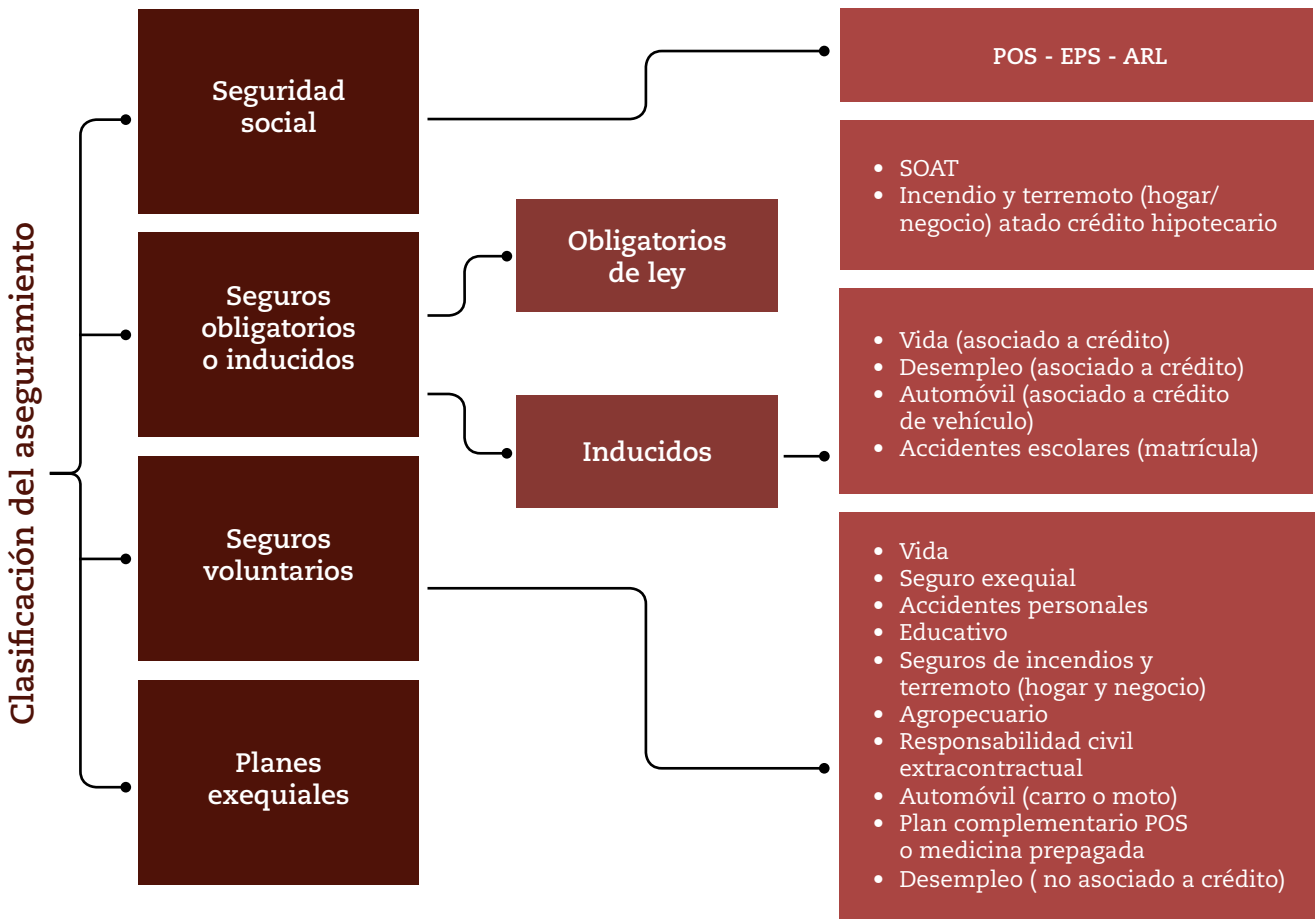 Clasificación del aseguramiento
Seguridad
social
POS - EPS - ARL
Seguros
obligatorios
o inducidos
Obligatorios
de ley
• SOAT
• Incendio y terremoto (hogar/
negocio) atado crédito hipotecario
Inducidos
• Vida (asociado a crédito)
• Desempleo (asociado a crédito)
• Automóvil (asociado a crédito
de vehículo)
• Accidentes escolares (matrícula)
Seguros
voluntarios
• Vida
• Seguro exequial
• Accidentes personales
• Educativo
• Seguros de incendios y
terremoto (hogar y negocio)
• Agropecuario
• Responsabilidad civil
extracontractual
• Automóvil (carro o moto)
• Plan complementario POS
o medicina prepagada
• Desempleo ( no asociado a crédito)
Planes
exequiales